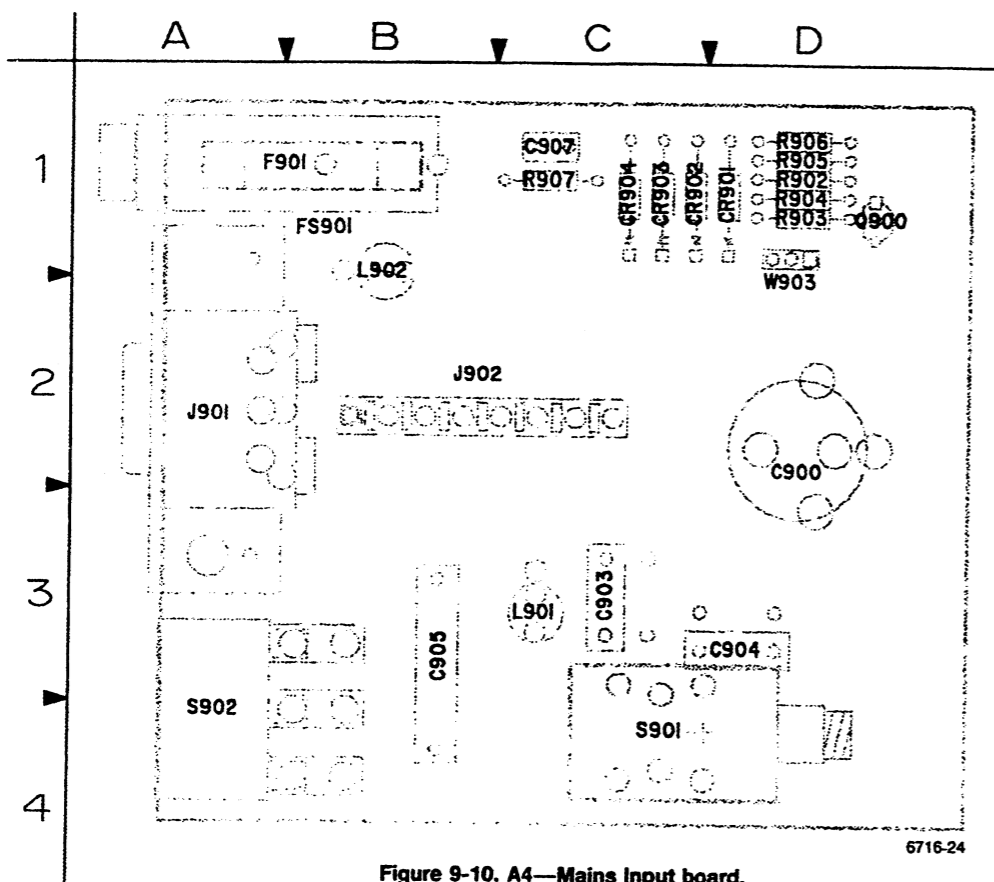 A B C D
1
F901
C907
R906
R905
R907
R902
R904
R903
CR904
CR903
CR902
CR901
Q900
FS901
L902
W903
2
J902
J901
C900
3
C903
L901
C905
C904
S902
S901
4
6716-24
Figure 9-10. A4—Mains Input board.